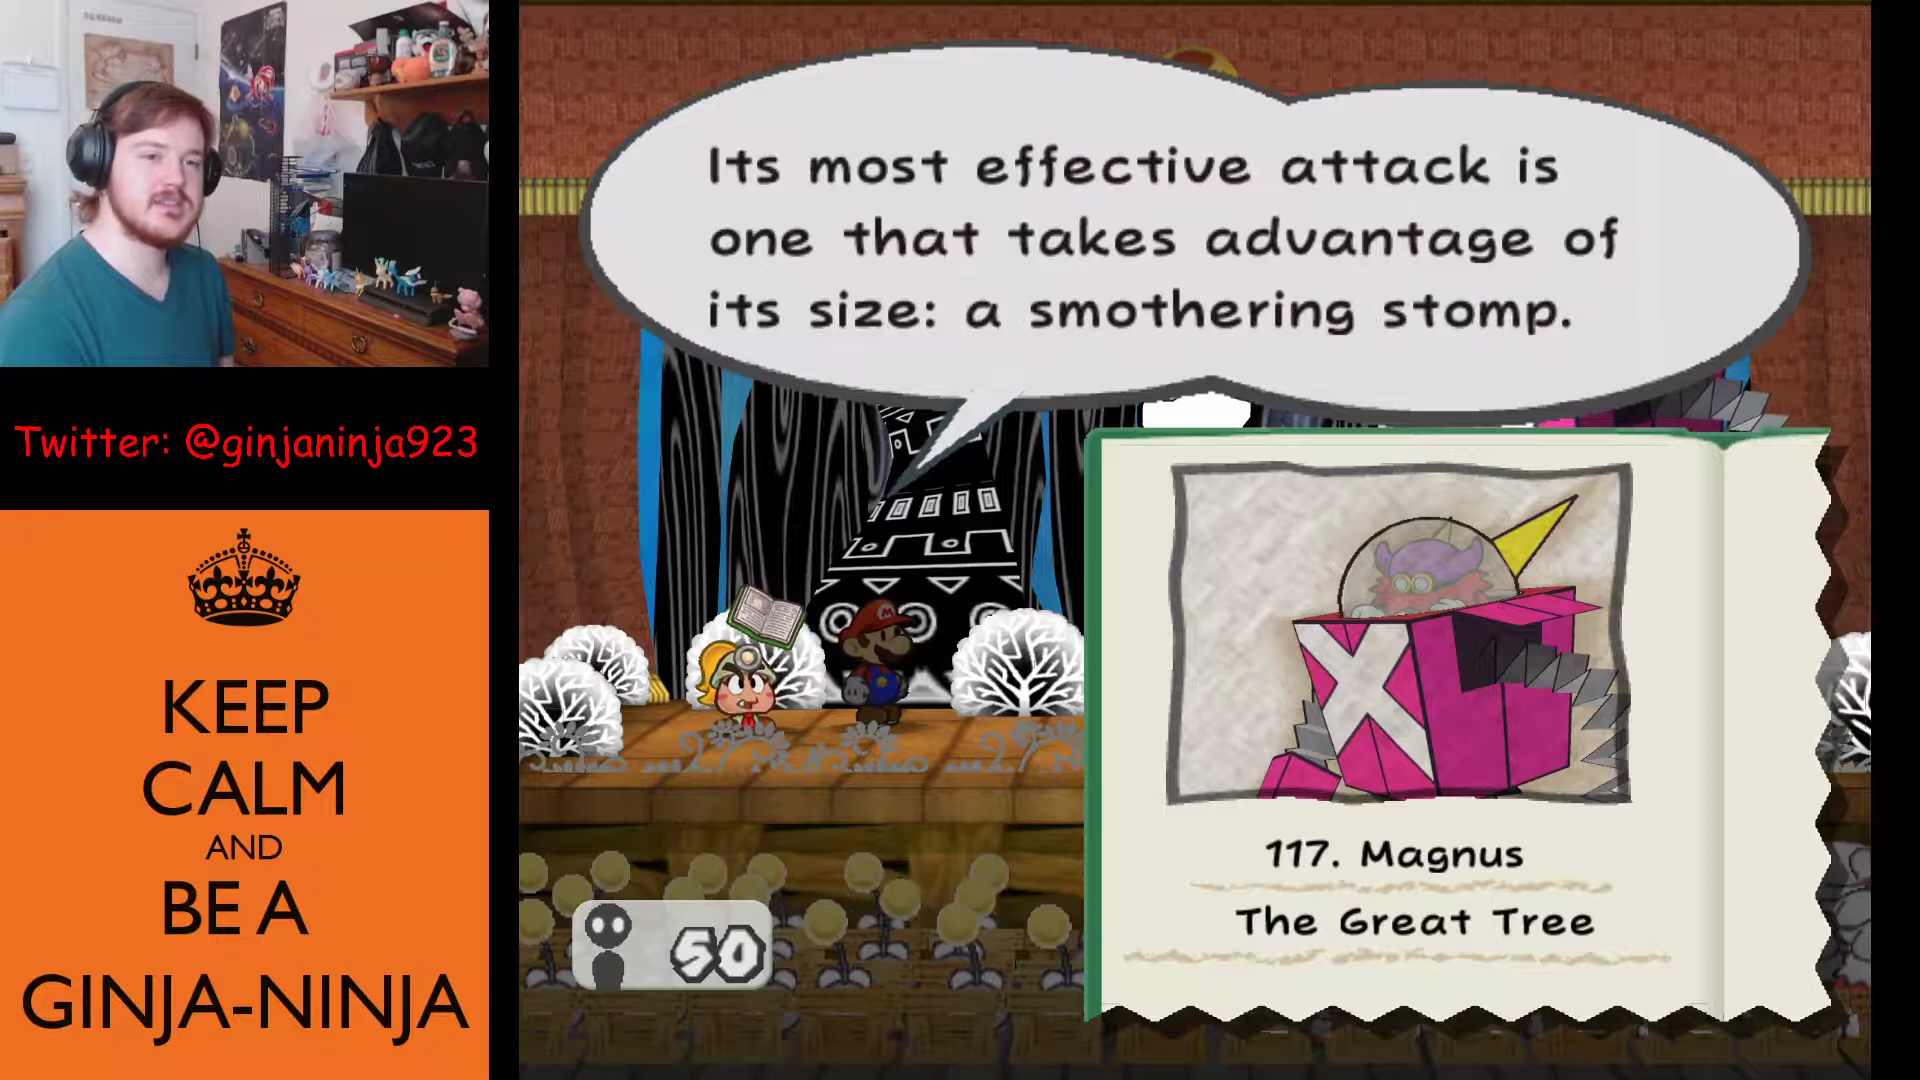 Its most effective attack is
one that takes advantage of
its size: a smothering stomp.
Twitter: @ginjaninja923
KEEP
CALM
AND
BE A
GINJA-NINJA
117. Magnus
The Great Tree
50